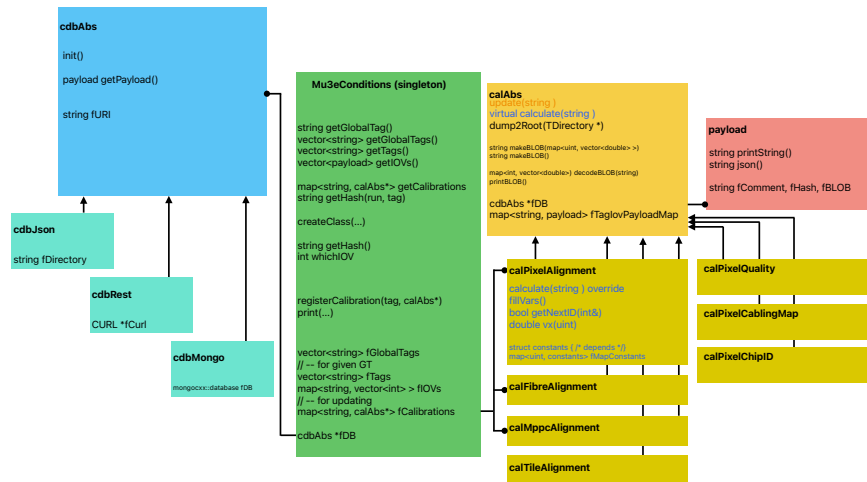 cdbAbs
init()
payload getPayload()
string fURI
cdbJson
string fDirectory
cdbRest
CURL *fCurl
cdbMongo
mongocxx::database fDB
Mu3eConditions (singleton)
string getGlobalTag()
vector<string> getGlobalTags()
vector<string> getTags()
vector<payload> getIOVs()
map<string, calAbs*> getCalibrations
string getHash(run, tag)
createClass(...)
string getHash()
int whichIOV
registerCalibration(tag, calAbs*)
print(...)
vector<string> fGlobalTags
// -- for given GT
vector<string> fTags
map<string, vector<int> > fIOVs
// -- for updating
map<string, calAbs*> fCalibrations
cdbAbs *fDB
calAbs
update(string )
virtual calculate(string )
dump2Root(TDirectory *)
string makeBLOB(map<uint, vector<double> >)
string makeBLOB()
map<int, vector<double>) decodeBLOB(string)
printBLOB()
cdbAbs *fDB
map<string, payload> fTagIovPayloadMap
payload
string printString()
string json()
string fComment, fHash, fBLOB
calPixelAlignment
calculate(string ) override
fillVars()
bool getNextID(int&)
double vx(uint)
struct constants { /* depends */}
map<uint, constants> fMapConstants
calFibreAlignment
calMppcAlignment
calTileAlignment
calPixelQuality
calPixelCablingMap
calPixelChipID